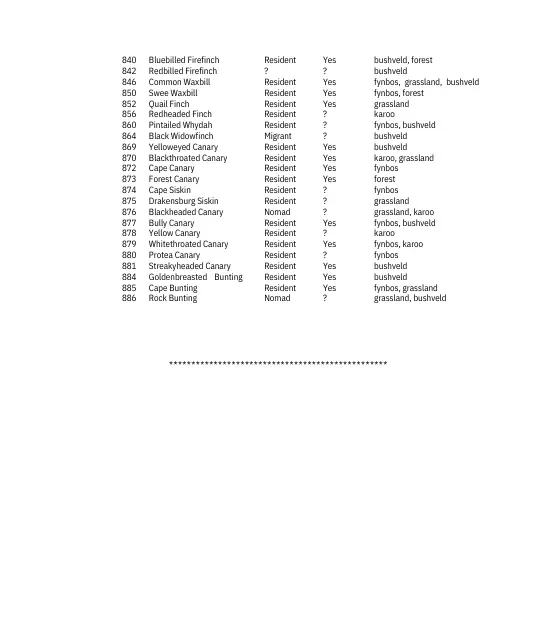 840 Bluebilled Firefinch Resident Yes bushveld, forest
842 Redbilled Firefinch ? ? bushveld
846 Common Waxbill Resident Yes fynbos, grassland, bushveld
850 Swee Waxbill Resident Yes fynbos, forest
852 Quail Finch Resident Yes grassland
856 Redheaded Finch Resident ? karoo
860 Pintailed Whydah Resident ? fynbos, bushveld
864 Black Widowfinch Migrant ? bushveld
869 Yelloweyed Canary Resident Yes bushveld
870 Blackthroated Canary Resident Yes karoo, grassland
872 Cape Canary Resident Yes fynbos
873 Forest Canary Resident Yes forest
874 Cape Siskin Resident ? fynbos
875 Drakensburg Siskin Resident ? grassland
876 Blackheaded Canary Nomad ? grassland, karoo
877 Bully Canary Resident Yes fynbos, bushveld
878 Yellow Canary Resident ? karoo
879 Whitethroated Canary Resident Yes fynbos, karoo
880 Protea Canary Resident ? fynbos
881 Streakyheaded Canary Resident Yes bushveld
884 Goldenbreasted Bunting Resident Yes bushveld
885 Cape Bunting Resident Yes fynbos, grassland
886 Rock Bunting Nomad ? grassland, bushveld
*************************************************